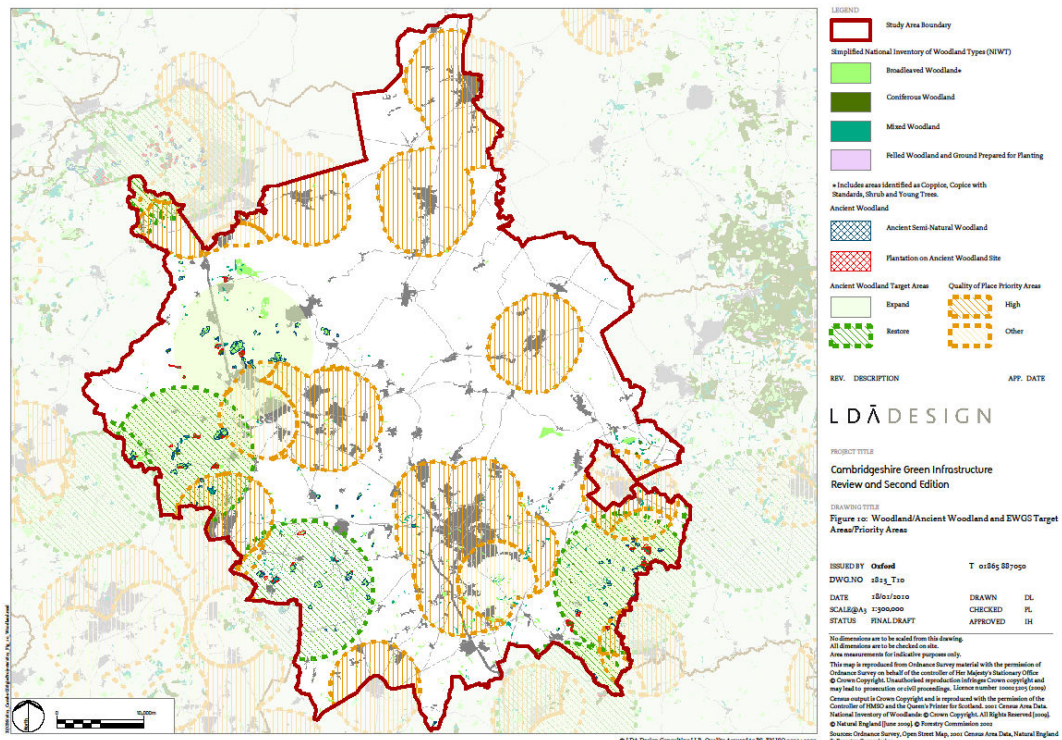 LEGEND
Study Area Boundary
Simplified National Inventory of Woodland Types (NIWT)
Broadleaved Woodland*
Coniferous Woodland
Mixed Woodland
Felled Woodland and Ground Prepared for Planting
* Includes areas identified as Coppice, Copice with
Standards, Shrub and Young Trees.
Ancient Woodland
Ancient Semi-Natural Woodland
Plantation on Ancient Woodland Site
Ancient Woodland Target Areas
Quality of Place Priority Areas
Expand
High
Restore
Other
REV. DESCRIPTION APP. DATE
LDĀDESIGN
PROJECT TITLE
Cambridgeshire Green Infrastructure
Review and Second Edition
DRAWING TITLE
Figure 10: Woodland/Ancient Woodland and EWGS Target
Areas/Priority Areas
ISSUED BY Oxford T 01865 887050
DWG.NO 2823_T10
DATE 18/01/2010 DRAWN DL
SCALE@A3 1:300,000 CHECKED PL
STATUS FINAL DRAFT APPROVED IH
No dimensions are to be scaled from this drawing.
All dimensions are to be checked on site.
Area measurements for indicative purposes only.
This map is reproduced from Ordnance Survey material with the permission of
Ordnance Survey on behalf of the controller of Her Majesty's Stationery Office
© Crown Copyright. Unauthorised reproduction infringes Crown copyright and
may lead to prosecution or civil proceedings. Licence number (2009)
Census output is Crown Copyright and is reproduced with the permission of the
Controller of HMSO and the Queen's Printer for Scotland. 2001 Census Area Data.
National Inventory of Woodlands: © Crown Copyright. All Rights Reserved [2009].
© Natural England [June 2009]. © Forestry Commission 2002
Sources: Ordnance Survey, Open Street Map, 2001 Census Area Data, Natural England
North
0
10,000m